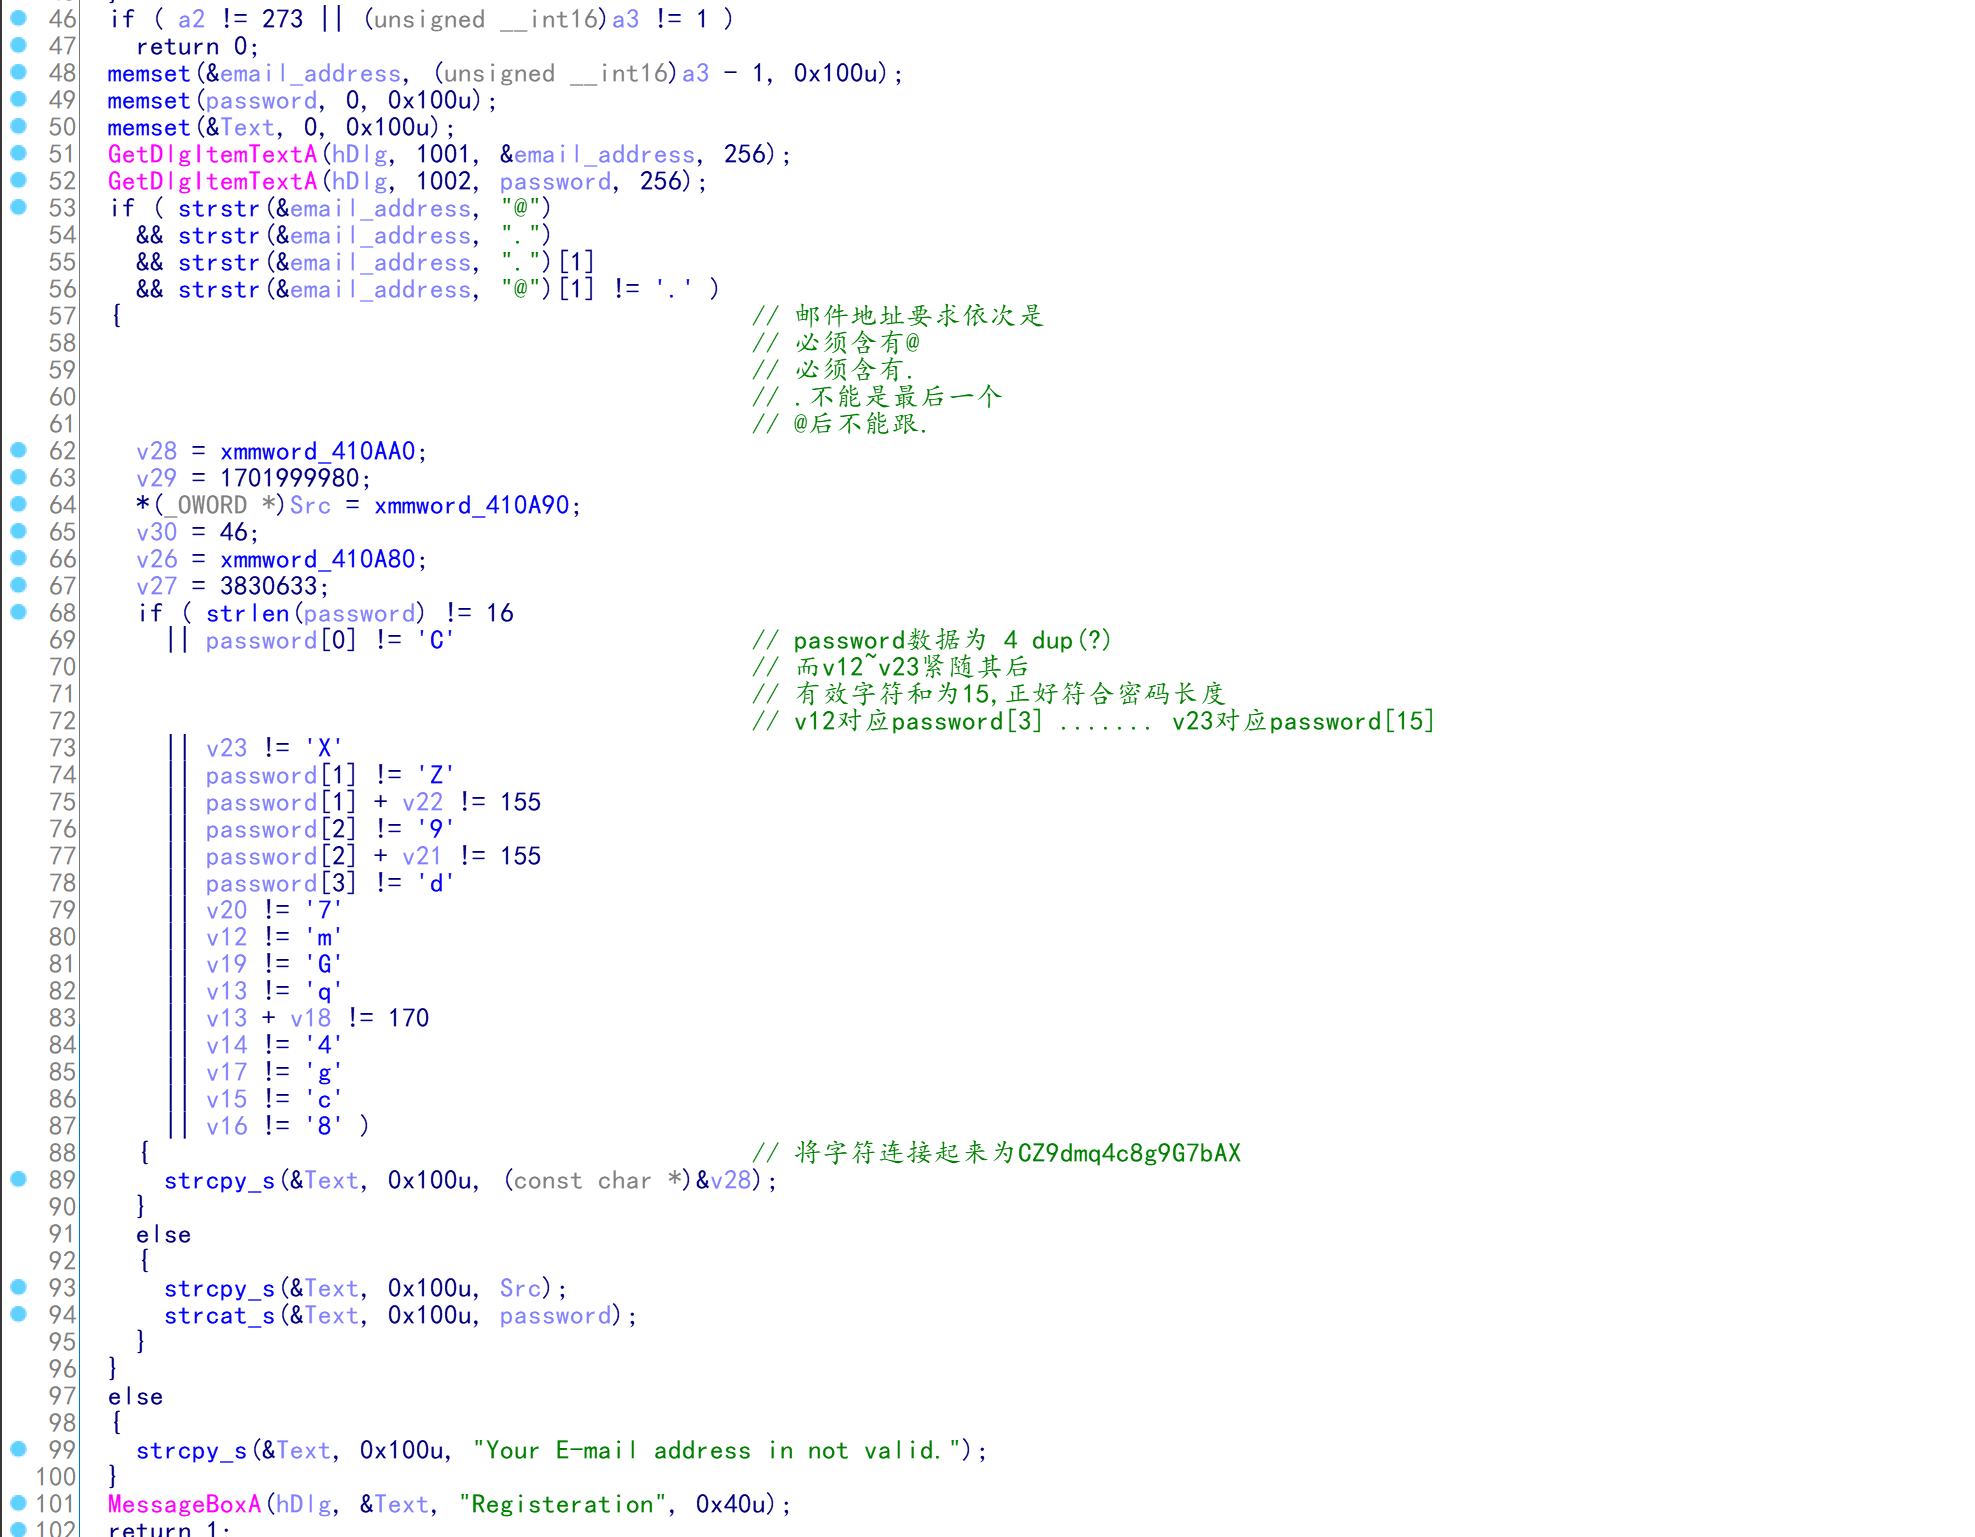 46 if ( a2 != 273 || (unsigned __int16)a3 != 1 )
47 return 0;
48 memset(&email_address, (unsigned __int16)a3 - 1, 0x100u);
49 memset(password, 0, 0x100u);
50 memset(&Text, 0, 0x100u);
51 GetDlgItemTextA(hDlg, 1001, &email_address, 256);
52 GetDlgItemTextA(hDlg, 1002, password, 256);
53 if ( strstr(&email_address, "@")
54 && strstr(&email_address, ".")
55 && strstr(&email_address, ".")[1]
56 && strstr(&email_address, "@")[1] != '.' )
57 { // 邮件地址要求依次是
58 // 必须含有@
59 // 必须含有.
60 // .不能是最后一个
61 // @后不能跟.
62 v28 = xmmword_410AA0;
63 v29 = 1701999980;
64 *(_OWORD *)Src = xmmword_410A90;
65 v30 = 46;
66 v26 = xmmword_410A80;
67 v27 = 3830633;
68 if ( strlen(password) != 16
69 || password[0] != 'C' // password数据为 4 dup(?)
70 // 而v12~v23紧随其后
71 // 有效字符和为15,正好符合密码长度
72 // v12对应password[3] ....... v23对应password[15]
73 || v23 != 'X'
74 || password[1] != 'Z'
75 || password[1] + v22 != 155
76 || password[2] != '9'
77 || password[2] + v21 != 155
78 || password[3] != 'd'
79 || v20 != '7'
80 || v12 != 'm'
81 || v19 != 'G'
82 || v13 != 'q'
83 || v13 + v18 != 170
84 || v14 != '4'
85 || v17 != 'g'
86 || v15 != 'c'
87 || v16 != '8' )
88 { // 将字符连接起来为CZ9dmq4c8g9G7bAX
89 strcpy_s(&Text, 0x100u, (const char *)&v28);
90 }
91 else
92 {
93 strcpy_s(&Text, 0x100u, Src);
94 strcat_s(&Text, 0x100u, password);
95 }
96 }
97 else
98 {
99 strcpy_s(&Text, 0x100u, "Your E-mail address in not valid.");
100 }
101 MessageBoxA(hDlg, &Text, "Registeration", 0x40u);
102 return 1;